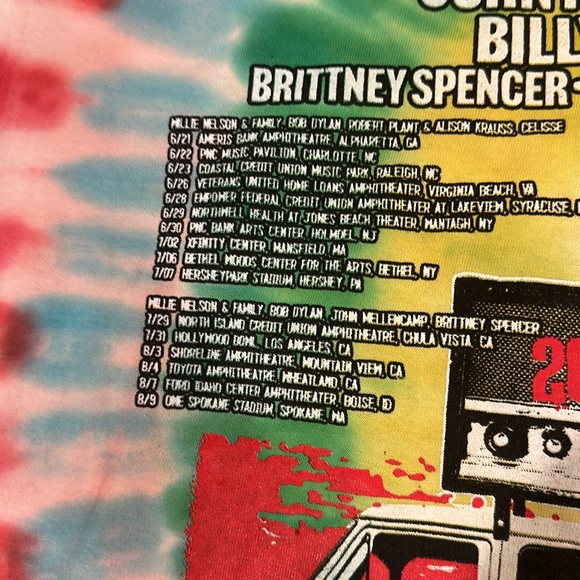 BILLY
BRITTNEY SPENCER
WILLIE NELSON & FAMILY, BOB DYLAN, ROBERT PLANT & ALISON KRAUSS, CELISSE
6/21 AMERIS BANK AMPHITHEATRE, ALPHARETTA, GA
6/22 PNC MUSIC PAVILION, CHARLOTTE, NC
6/23 COASTAL CREDIT UNION MUSIC PARK, RALEIGH, NC
6/26 VETERANS UNITED HOME LOANS AMPHITHEATER, VIRGINIA BEACH, VA
6/28 EMPOWER FEDERAL CREDIT UNION AMPHITHEATER AT LAKEVIEW, SYRACUSE,
6/29 NORTHWELL HEALTH AT JONES BEACH THEATER, WANTAGH, NY
6/30 PNC BANK ARTS CENTER, HOLMDEL, NJ
7/02 XFINITY CENTER, MANSFIELD, MA
7/06 BETHEL WOODS CENTER FOR THE ARTS, BETHEL, NY
7/07 HERSHEYPARK STADIUM, HERSHEY, PA
WILLIE NELSON & FAMILY, BOB DYLAN, JOHN MELLENCAMP, BRITTNEY SPENCER
7/29 NORTH ISLAND CREDIT UNION AMPHITHEATRE, CHULA VISTA, CA
7/31 HOLLYWOOD BOWL, LOS ANGELES, CA
8/3 SHORELINE AMPHITHEATRE, MOUNTAIN VIEW, CA
8/4 TOYOTA AMPHITHEATRE, WHEATLAND, CA
8/7 FORD IDAHO CENTER AMPHITHEATER, BOISE, ID
8/9 ONE SPOKANE STADIUM, SPOKANE, WA